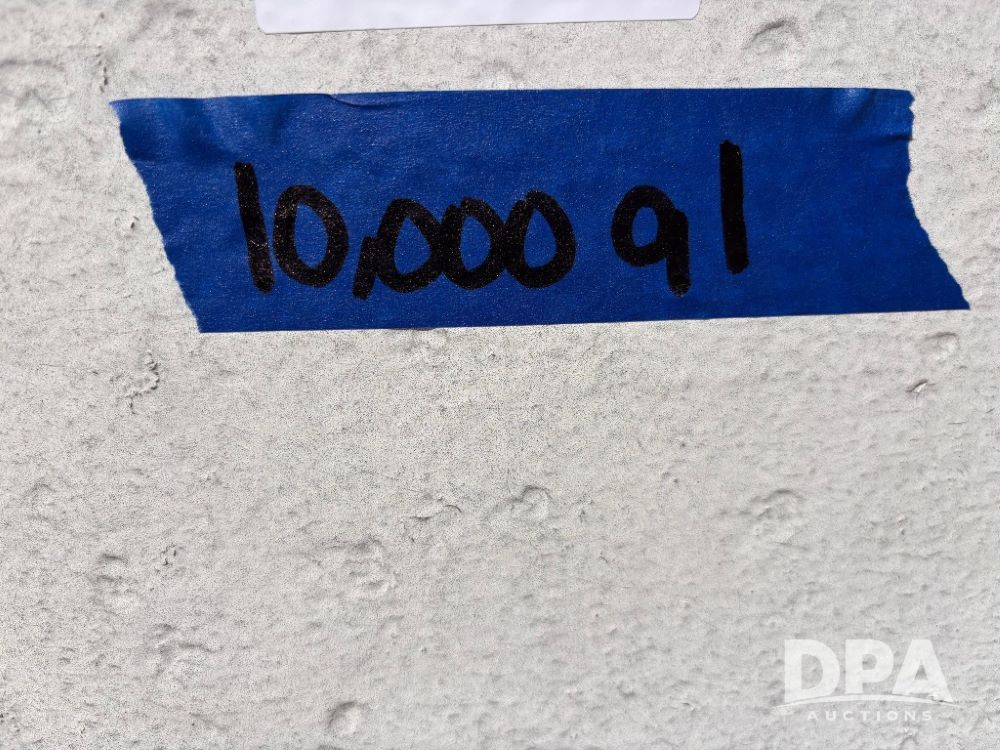 10,000 gl
DPA
AUCTIONS